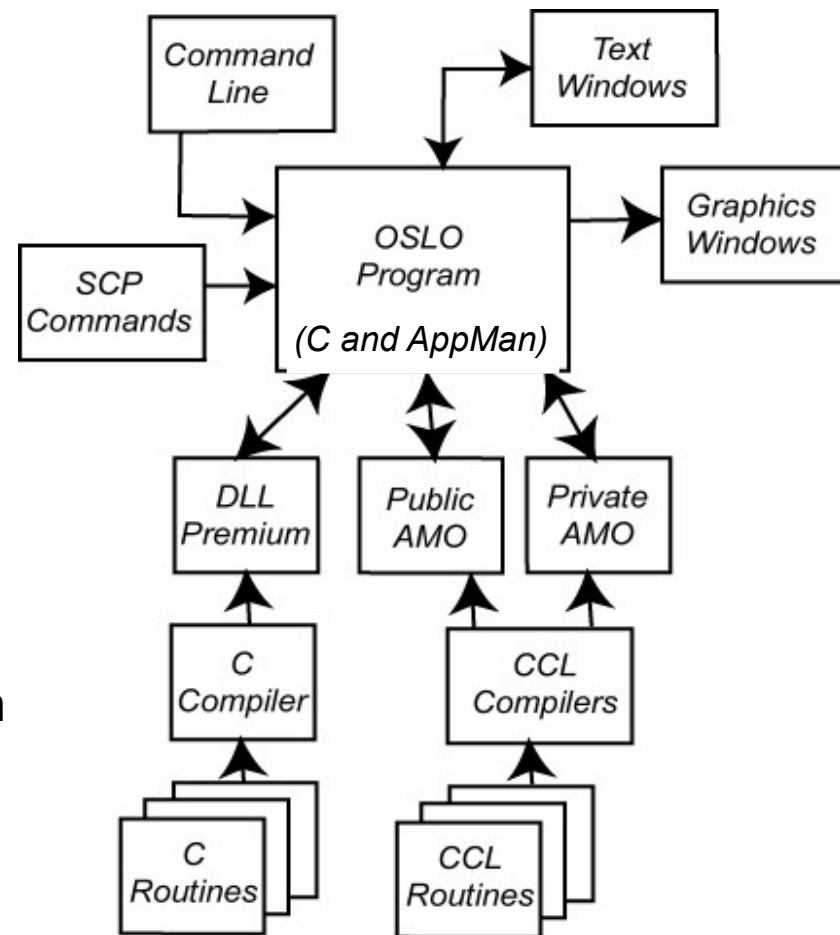 Command
Line
Text
Windows
OSLO
Program
(C and AppMan)
Graphics
Windows
SCP
Commands
DLL
Premium
Public
AMO
Private
AMO
C
Compiler
CCL
Compilers
C
Routines
CCL
Routines